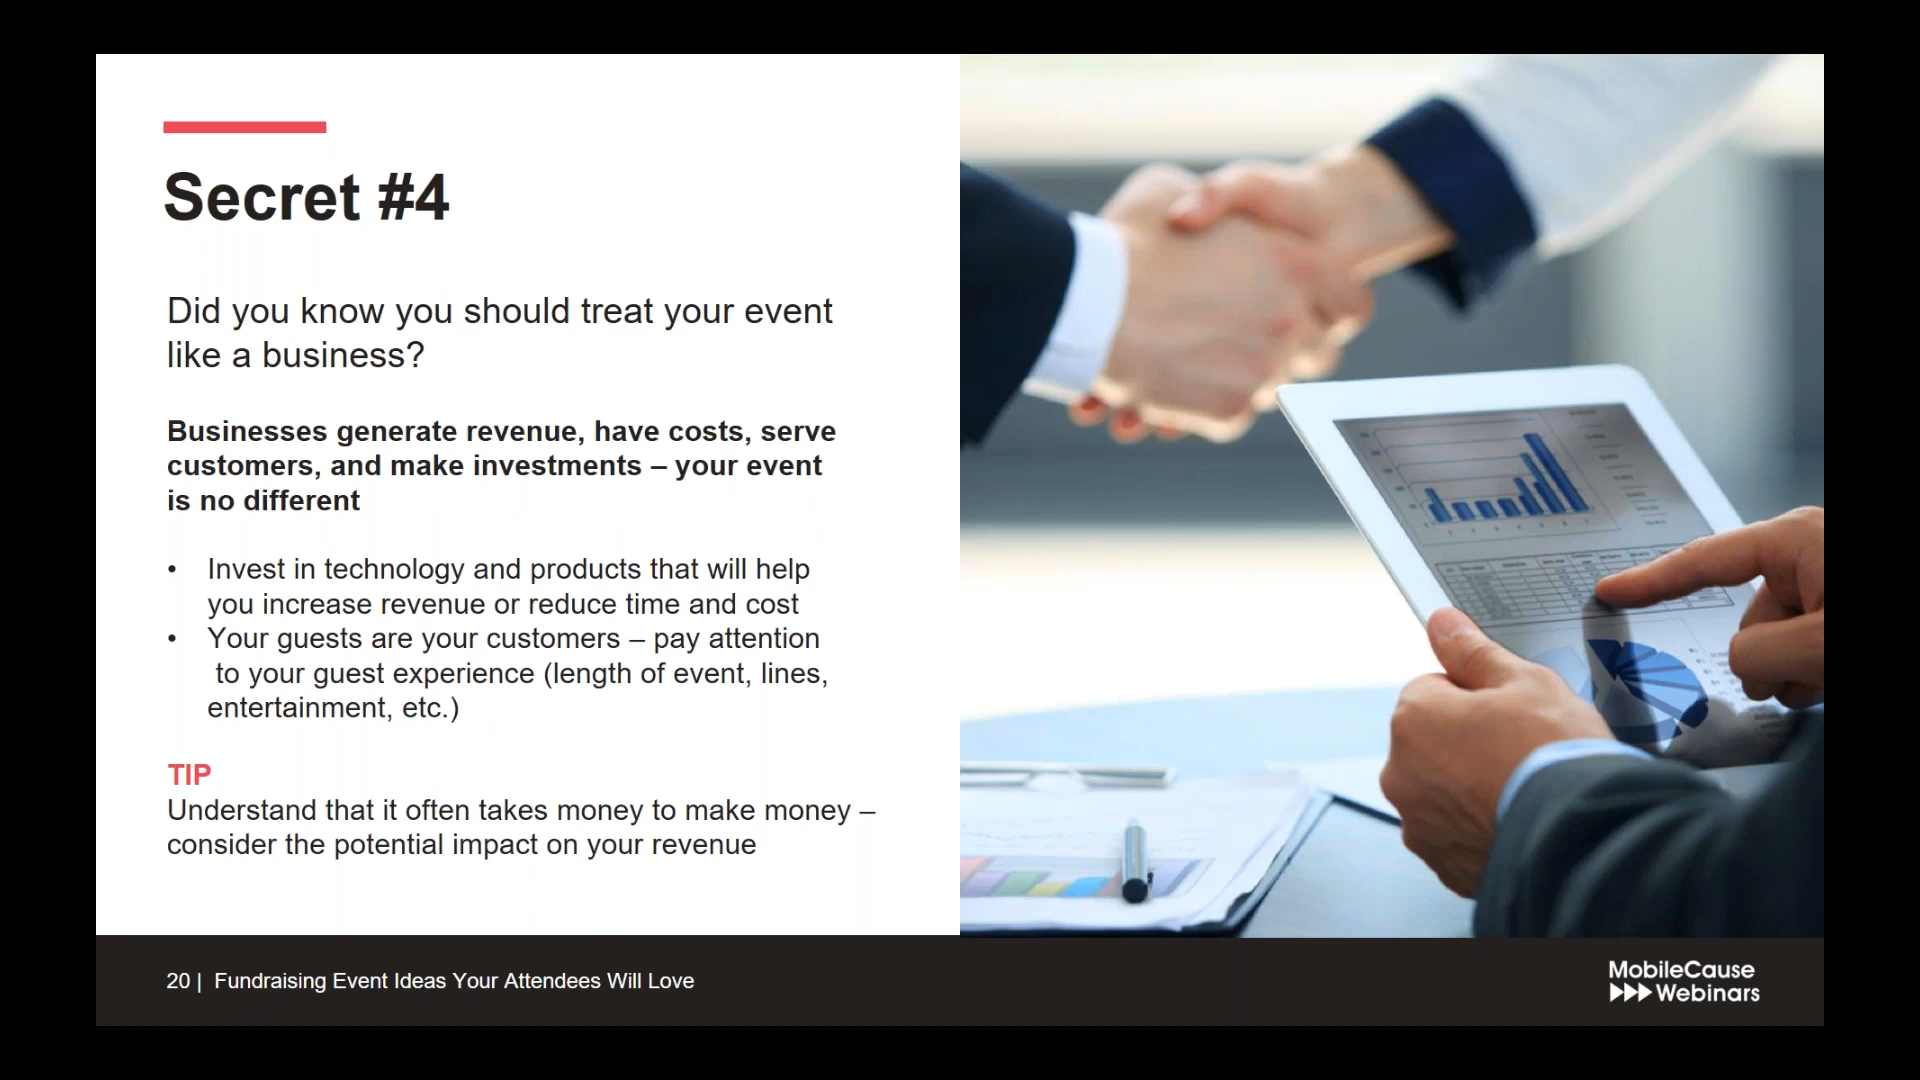 Secret #4
Did you know you should treat your event
like a business?
Businesses generate revenue, have costs, serve
customers, and make investments – your event
is no different
• Invest in technology and products that will help
you increase revenue or reduce time and cost
• Your guests are your customers – pay attention
to your guest experience (length of event, lines,
entertainment, etc.)
TIP
Understand that it often takes money to make money –
consider the potential impact on your revenue
20 | Fundraising Event Ideas Your Attendees Will Love
MobileCause
Webinars